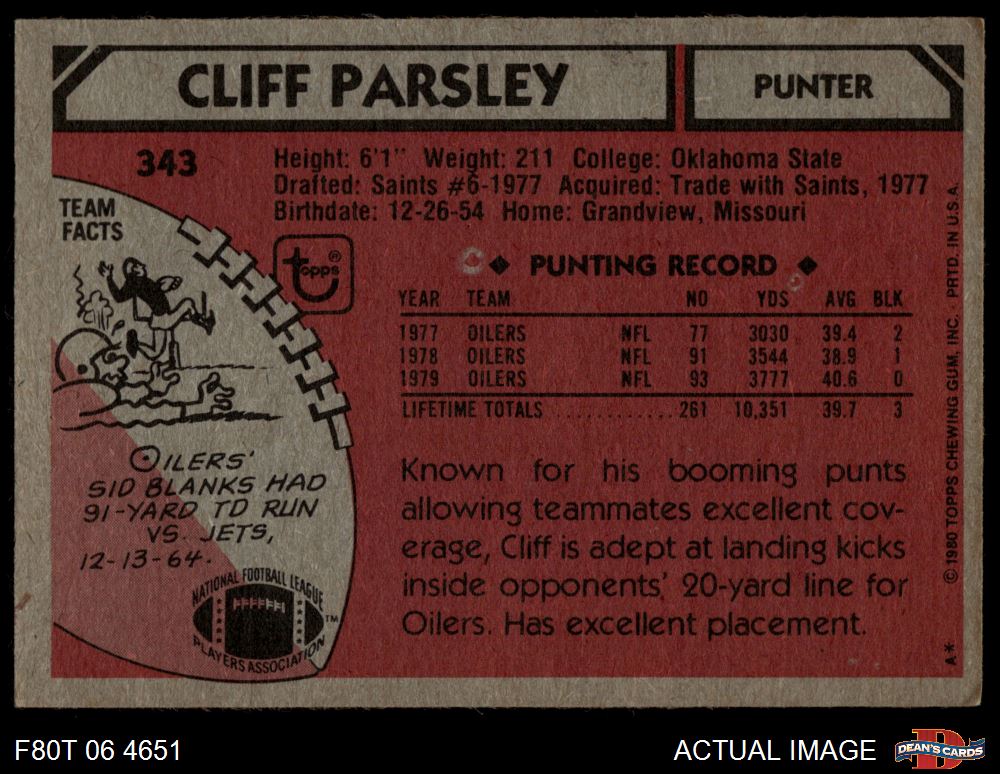 CLIFF PARSLEY
PUNTER
343
Height: 6'1" Weight: 211 College: Oklahoma State
Drafted: Saints #6-1977 Acquired: Trade with Saints, 1977
Birthdate: 12-26-54 Home: Grandview, Missouri
TEAM
FACTS
topps ®
◆ PUNTING RECORD ◆
YEAR TEAM NO YDS AVG BLK
1977 OILERS NFL 77 3030 39.4 2
1978 OILERS NFL 91 3544 38.9 1
1979 OILERS NFL 93 3777 40.6 0
LIFETIME TOTALS ............ 261 10,351 39.7 3
Known for his booming punts
allowing teammates excellent cov-
erage, Cliff is adept at landing kicks
inside opponents' 20-yard line for
Oilers. Has excellent placement.
OILERS'
SID BLANKS HAD
91-YARD TD RUN
VS. JETS,
12-13-64.
NATIONAL FOOTBALL LEAGUE
PLAYERS ASSOCIATION
TM
A* © 1980 TOPPS CHEWING GUM, INC. PRTD. IN U.S.A.
F80T 06 4651
ACTUAL IMAGE
D
DEAN'S CARDS